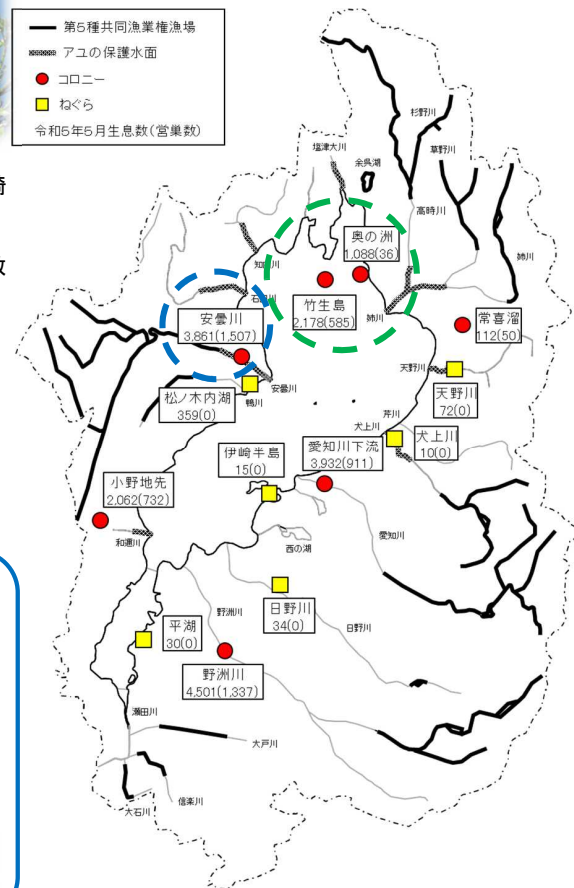 第5種共同漁業権漁場
アユの保護水面
コロニー
ねぐら
令和5年5月生息数(営巣数)
崎
数
杉野川
塩津大川
余呉湖
草野川
高時川
姉川
奥の洲
1,088(36)
知内川
石田川
竹生島
2,178(585)
姉川
安曇川
3,861(1,507)
常喜溜
112(50)
天野川
天野川
72(0)
松ノ木内湖
359(0)
安曇川
鴨川
芹川
犬上川
犬上川
10(0)
伊崎半島
15(0)
愛知川下流
3,932(911)
小野地先
2,062(732)
和邇川
西の湖
愛知川
野洲川
日野川
34(0)
日野川
平湖
30(0)
野洲川
4,501(1,337)
瀬田川
大戸川
信楽川
大石川